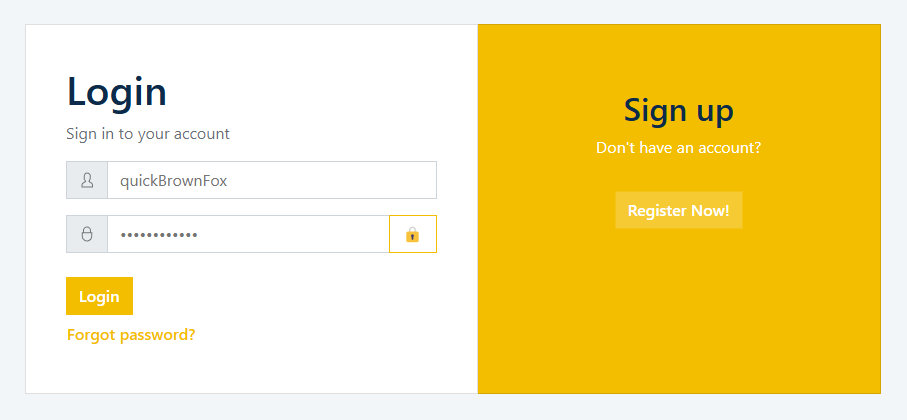 Login
Sign in to your account
quickBrownFox
••••••••••••
Login
Forgot password?
Sign up
Don't have an account?
Register Now!